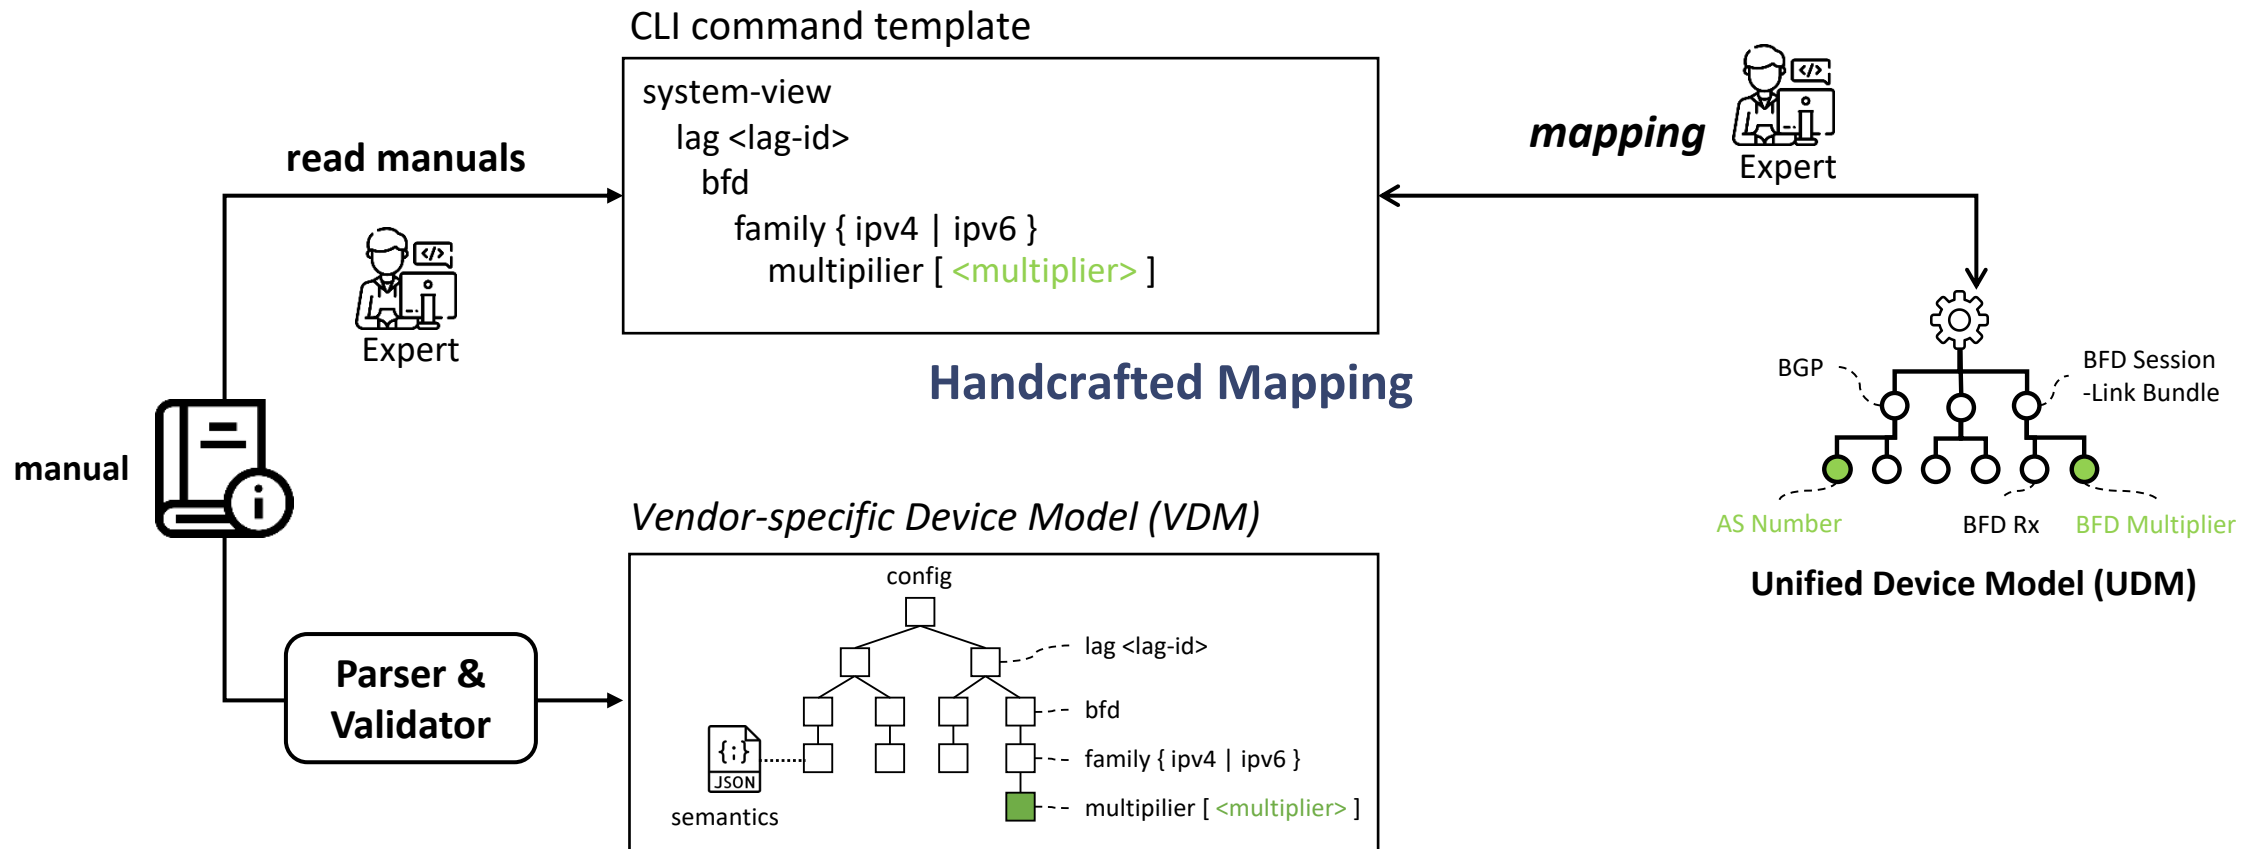 CLI command template
system-view
lag <lag-id>
bfd
family { ipv4 | ipv6 }
multipilier [ <multiplier> ]
read manuals
Expert
mapping
</>
Expert
</>
Handcrafted Mapping
manual
i
BGP
BFD Session
-Link Bundle
AS Number
BFD Rx
BFD Multiplier
Unified Device Model (UDM)
Vendor-specific Device Model (VDM)
Parser &
Validator
config
lag <lag-id>
bfd
family { ipv4 | ipv6 }
multipilier [ <multiplier> ]
{;}
JSON
semantics